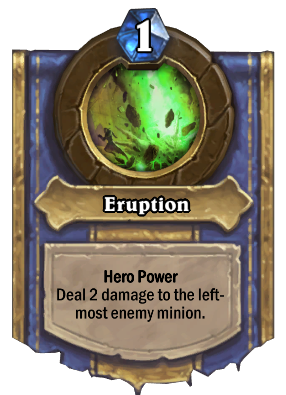 1
Eruption
Hero Power
Deal 2 damage to the left-
most enemy minion.